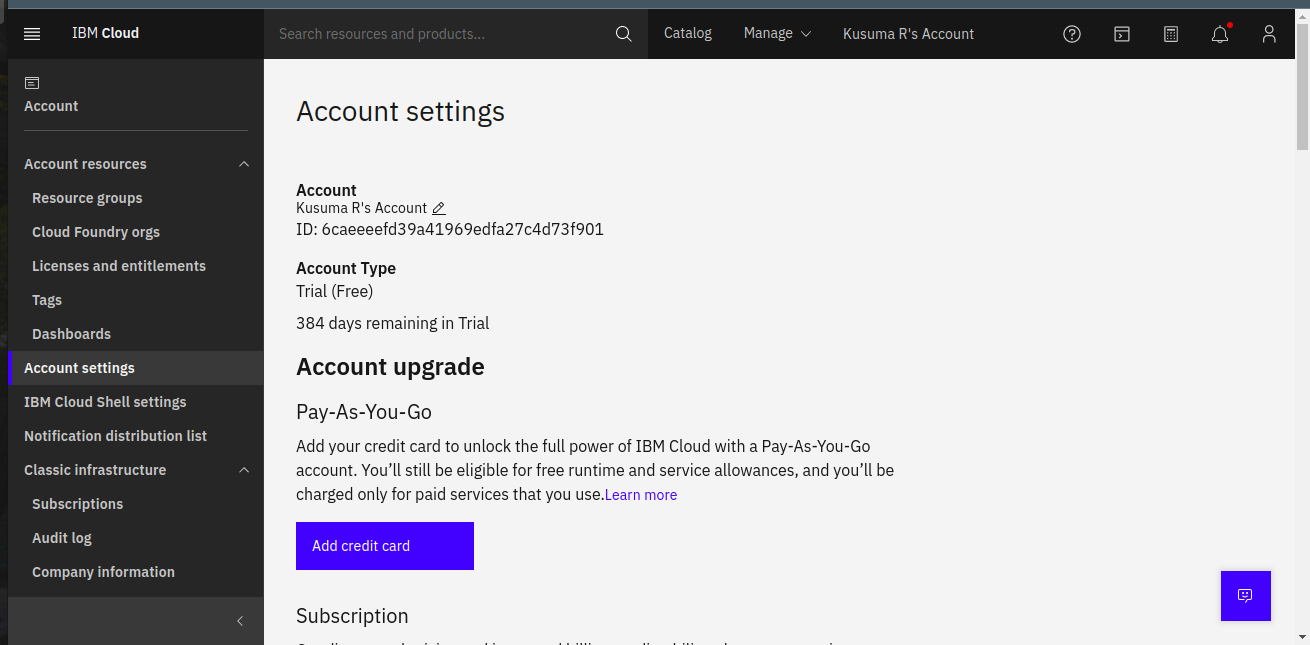 IBM Cloud
Search resources and products...
Catalog
Manage
Kusuma R's Account
Account
Account resources
Resource groups
Cloud Foundry orgs
Licenses and entitlements
Tags
Dashboards
Account settings
IBM Cloud Shell settings
Notification distribution list
Classic infrastructure
Subscriptions
Audit log
Company information
Account settings
Account
Kusuma R's Account
ID: 6caeeeefd39a41969edfa27c4d73f901
Account Type
Trial (Free)
384 days remaining in Trial
Account upgrade
Pay-As-You-Go
Add your credit card to unlock the full power of IBM Cloud with a Pay-As-You-Go
account. You’ll still be eligible for free runtime and service allowances, and you’ll be
charged only for paid services that you use.Learn more
Add credit card
Subscription